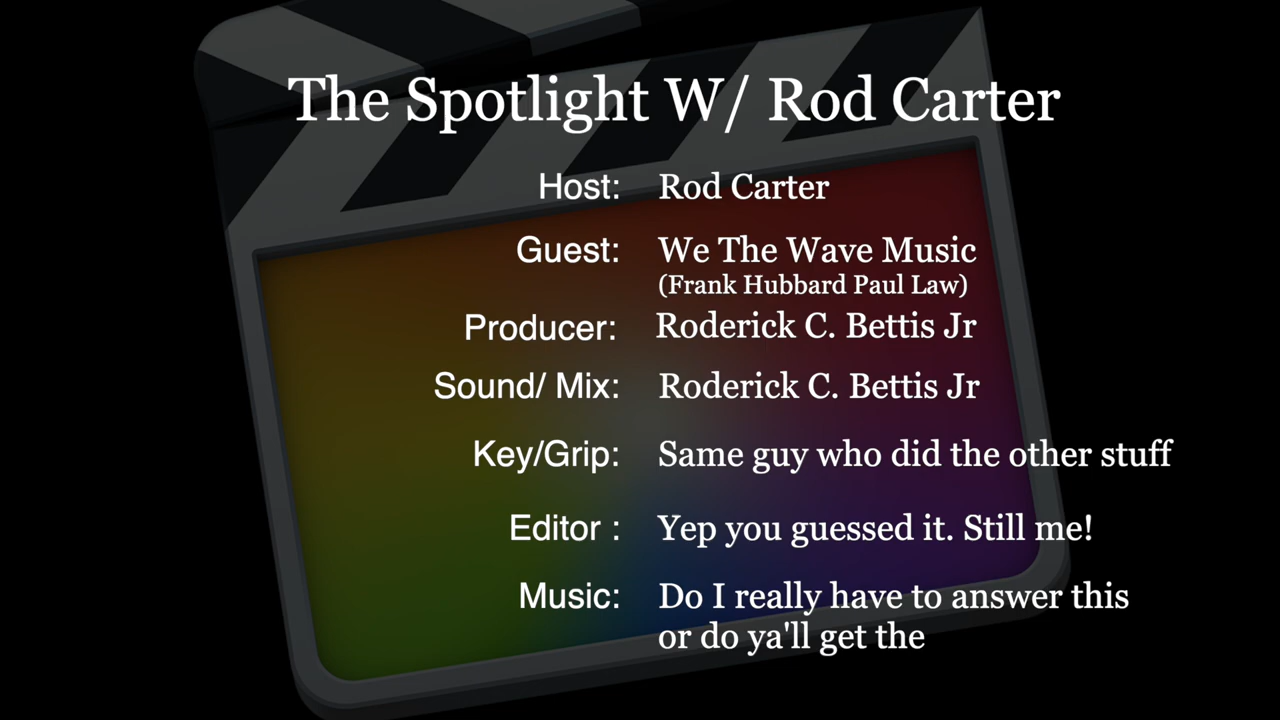 The Spotlight W/ Rod Carter
Host: Rod Carter
Guest: We The Wave Music
(Frank Hubbard Paul Law)
Producer: Roderick C. Bettis Jr
Sound/ Mix: Roderick C. Bettis Jr
Key/Grip: Same guy who did the other stuff
Editor : Yep you guessed it. Still me!
Music: Do I really have to answer this
or do ya'll get the